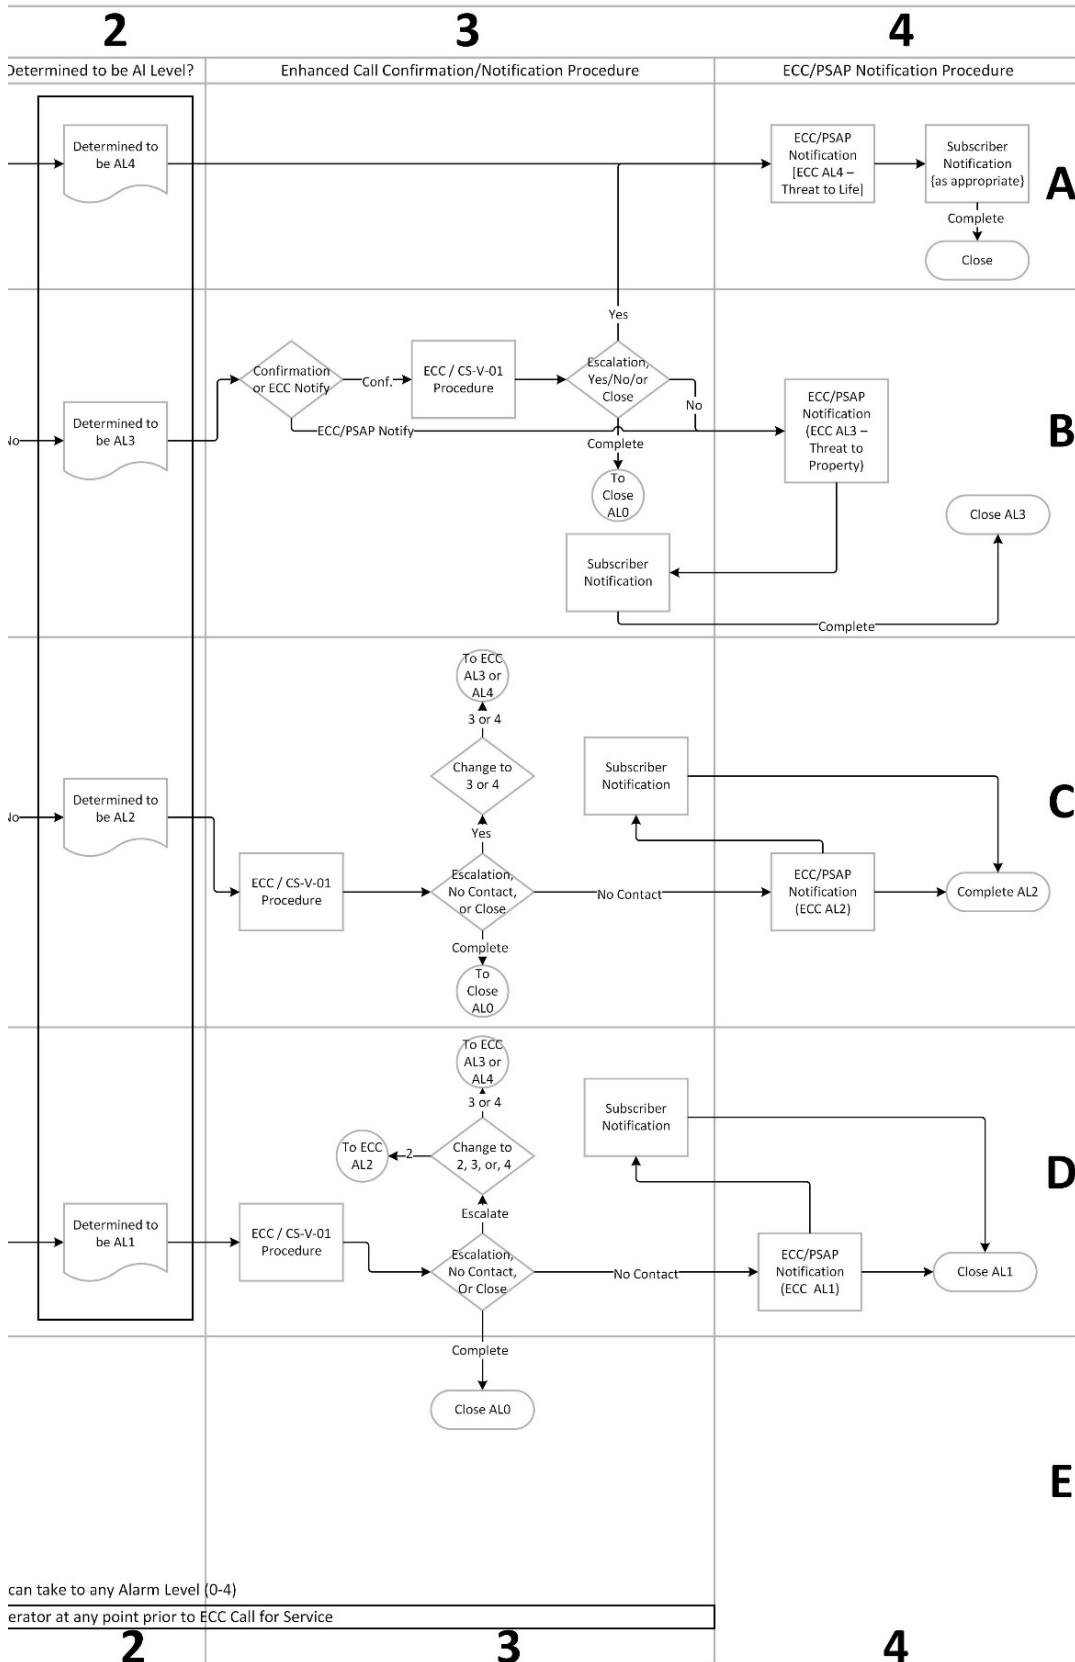 2
3
4
Determined to be Al Level?
Enhanced Call Confirmation/Notification Procedure
ECC/PSAP Notification Procedure
Determined to
be AL4
ECC/PSAP
Notification
[ECC AL4 –
Threat to Life]
Subscriber
Notification
{as appropriate}
Complete
Close
A
Yes
Determined to
be AL3
No
Confirmation
or ECC Notify
Conf.
ECC / CS-V-01
Procedure
Escalation,
Yes/No/or
Close
No
ECC/PSAP Notify
Complete
To
Close
AL0
ECC/PSAP
Notification
(ECC AL3 –
Threat to
Property)
B
Close AL3
Subscriber
Notification
Complete
To ECC
AL3 or
AL4
3 or 4
Change to
3 or 4
Yes
Subscriber
Notification
C
No
Determined to
be AL2
ECC / CS-V-01
Procedure
Escalation,
No Contact,
or Close
No Contact
ECC/PSAP
Notification
(ECC AL2)
Complete AL2
Complete
To
Close
AL0
To ECC
AL3 or
AL4
3 or 4
To ECC
AL2
2
Change to
2, 3, or, 4
Escalate
Subscriber
Notification
D
Determined to
be AL1
ECC / CS-V-01
Procedure
Escalation,
No Contact,
Or Close
No Contact
ECC/PSAP
Notification
(ECC  AL1)
Close AL1
Complete
Close AL0
E
can take to any Alarm Level (0-4)
erator at any point prior to ECC Call for Service
2
3
4